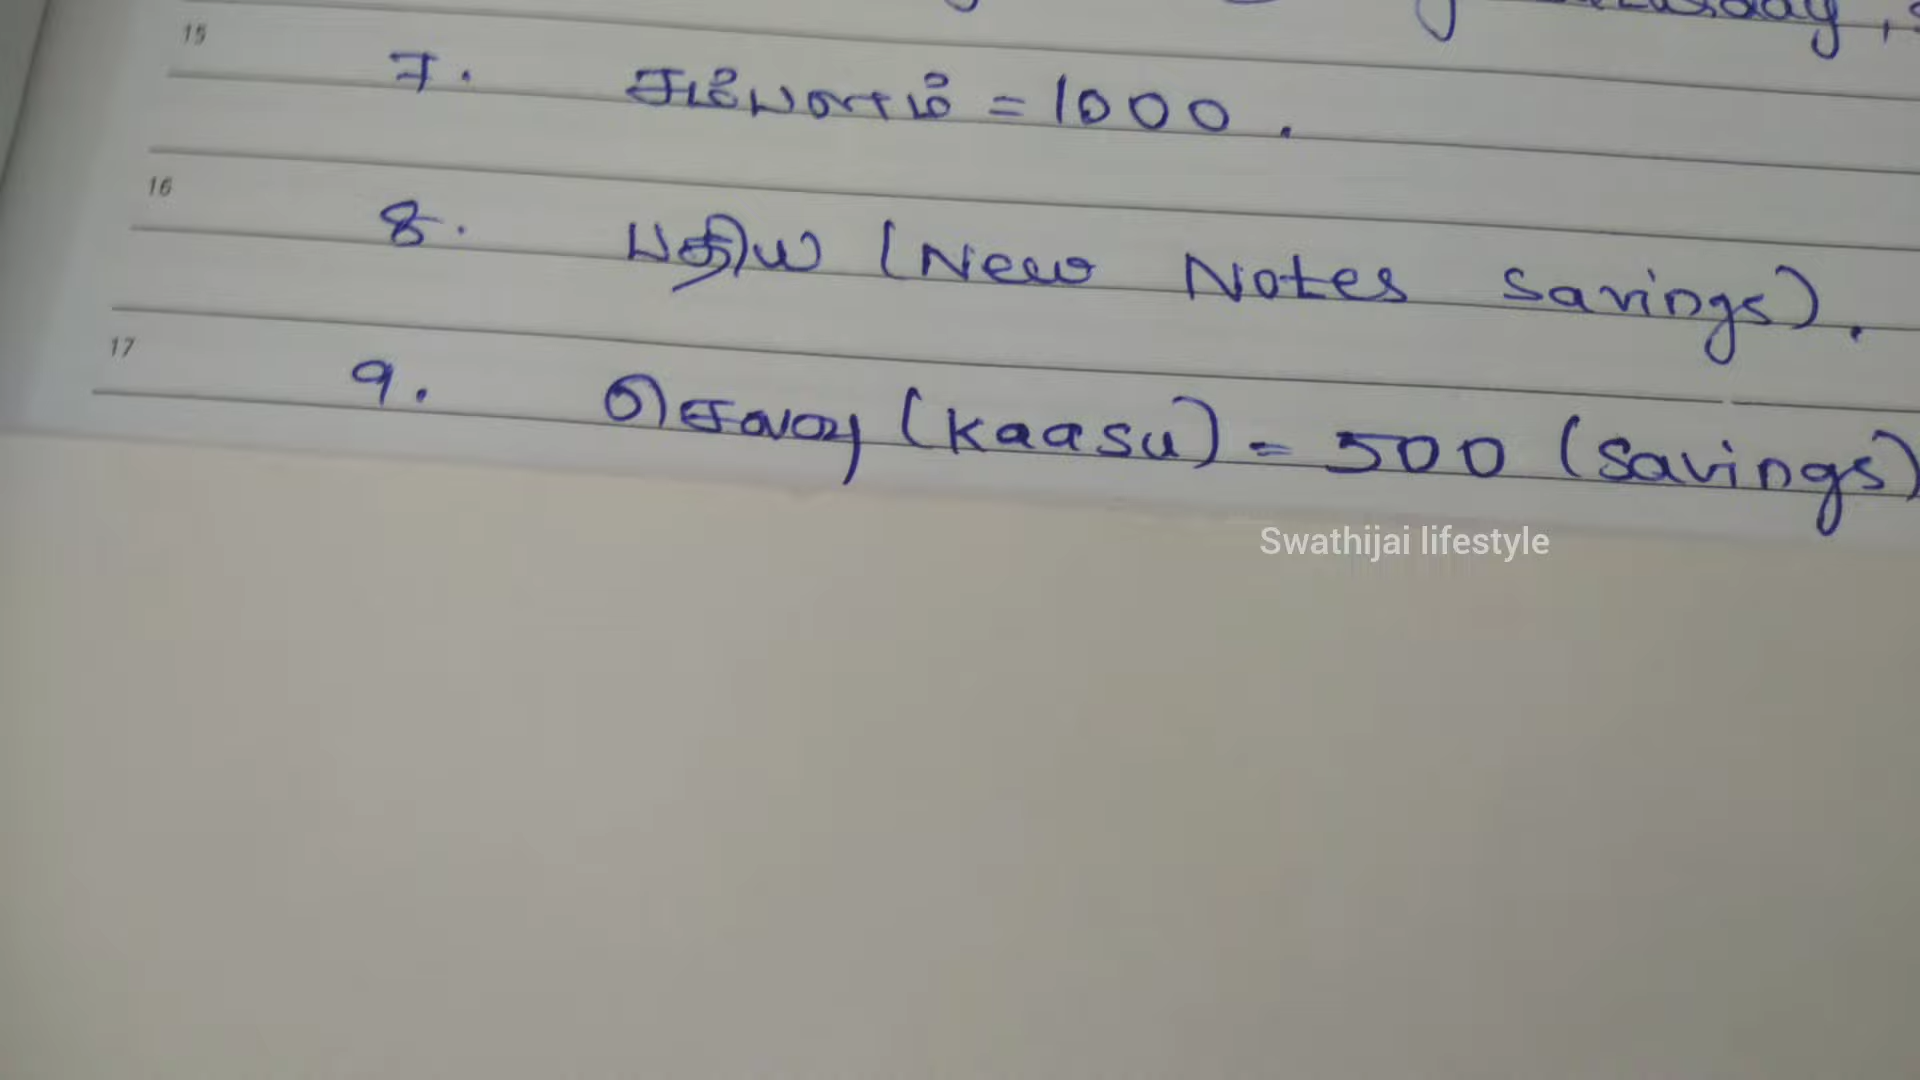 15
7. சம்பளம் = 1000.
16
8. புதிய (New Notes savings).
17
9. செலவு (kaasu) = 500 (savings)
Swathijai lifestyle